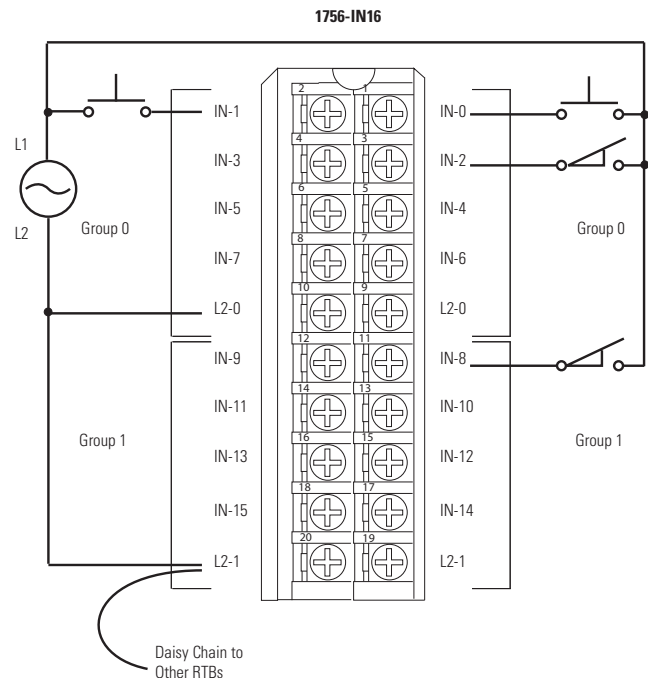 1756-IN16
2 1
IN-1 IN-0
4 3
L1
IN-3 IN-2
6 5
IN-5 IN-4
L2
Group 0 Group 0
8 7
IN-7 IN-6
10 9
L2-0 L2-0
12 11
IN-9 IN-8
14 13
IN-11 IN-10
Group 1 Group 1
16 15
IN-13 IN-12
18 17
IN-15 IN-14
20 19
L2-1 L2-1
Daisy Chain to
Other RTBs